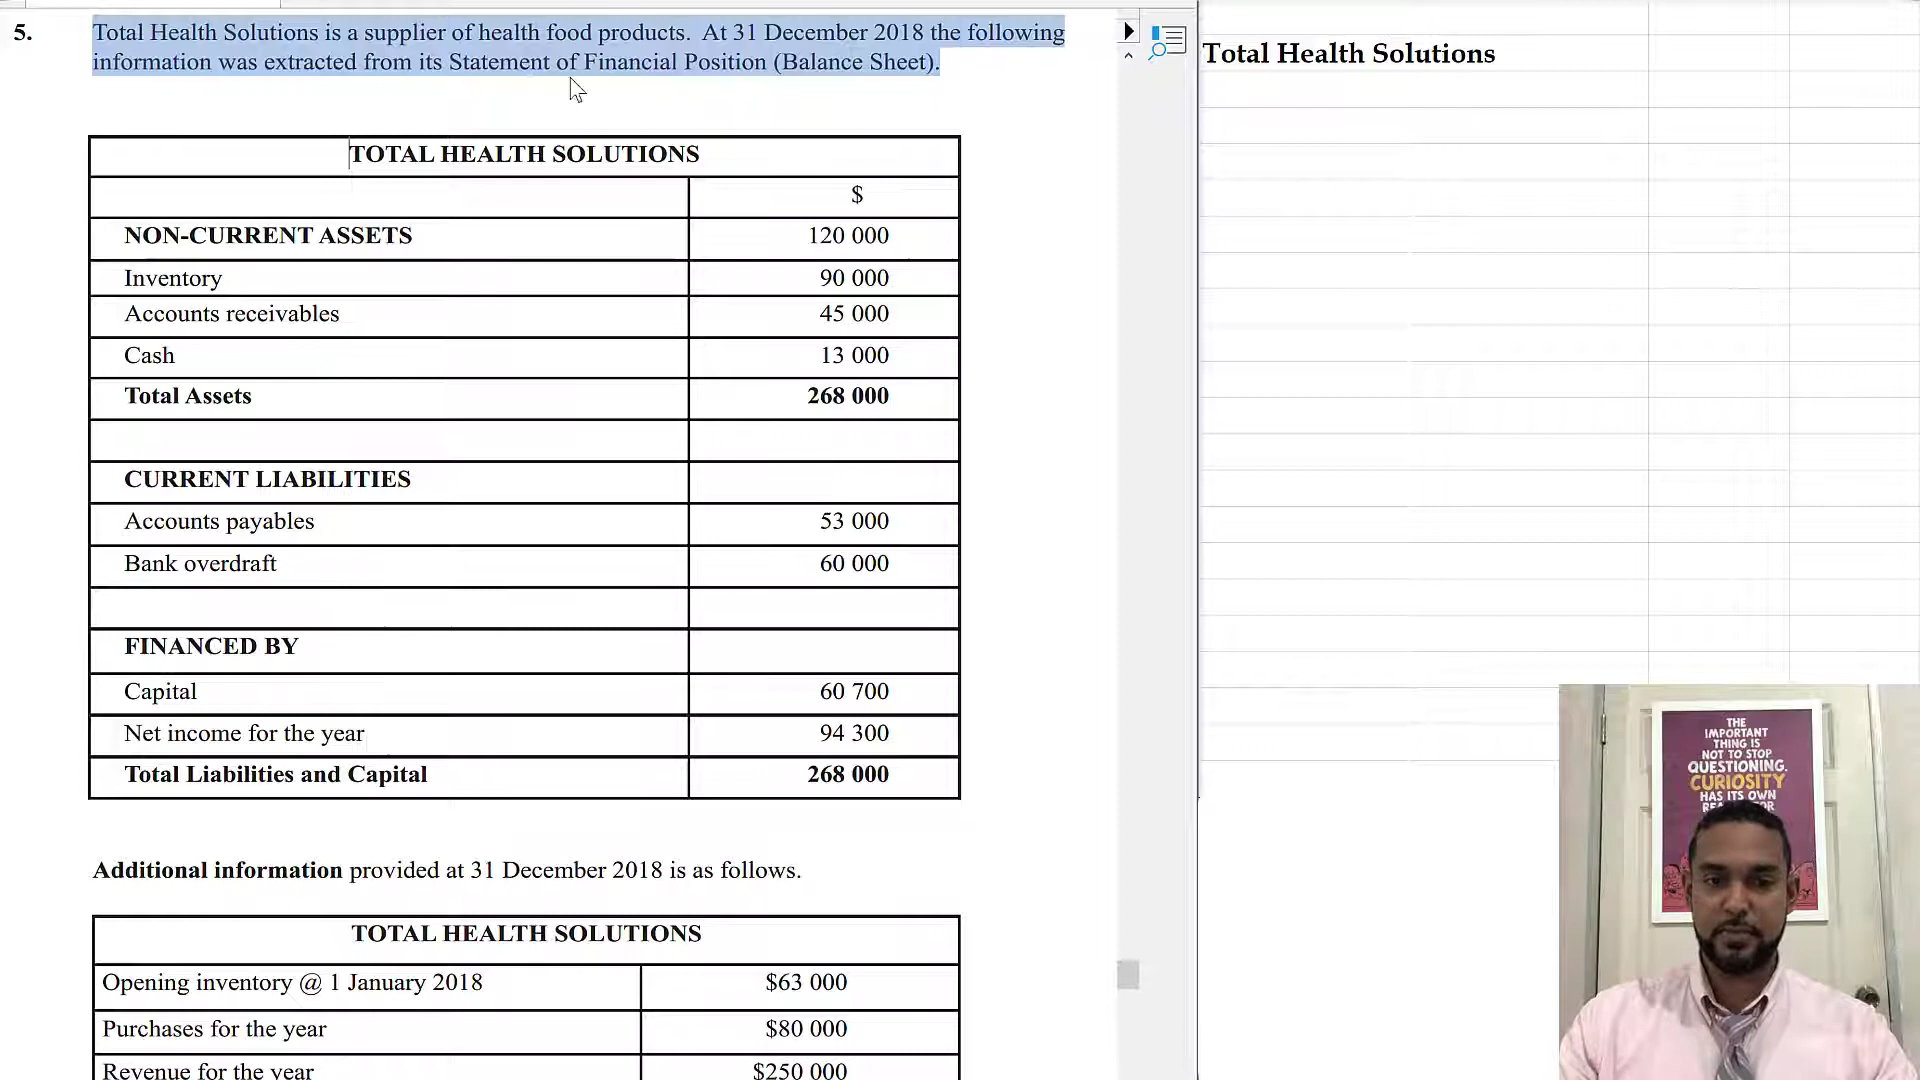 5. Total Health Solutions is a supplier of health food products. At 31 December 2018 the following
information was extracted from its Statement of Financial Position (Balance Sheet).
TOTAL HEALTH SOLUTIONS
$
NON-CURRENT ASSETS 120 000
Inventory 90 000
Accounts receivables 45 000
Cash 13 000
Total Assets 268 000
CURRENT LIABILITIES
Accounts payables 53 000
Bank overdraft 60 000
FINANCED BY
Capital 60 700
Net income for the year 94 300
Total Liabilities and Capital 268 000
Additional information provided at 31 December 2018 is as follows.
TOTAL HEALTH SOLUTIONS
Opening inventory @ 1 January 2018 $63 000
Purchases for the year $80 000
Revenue for the year $250 000
Total Health Solutions
THE
IMPORTANT
THING IS
NOT TO STOP
QUESTIONING.
CURIOSITY
HAS ITS OWN